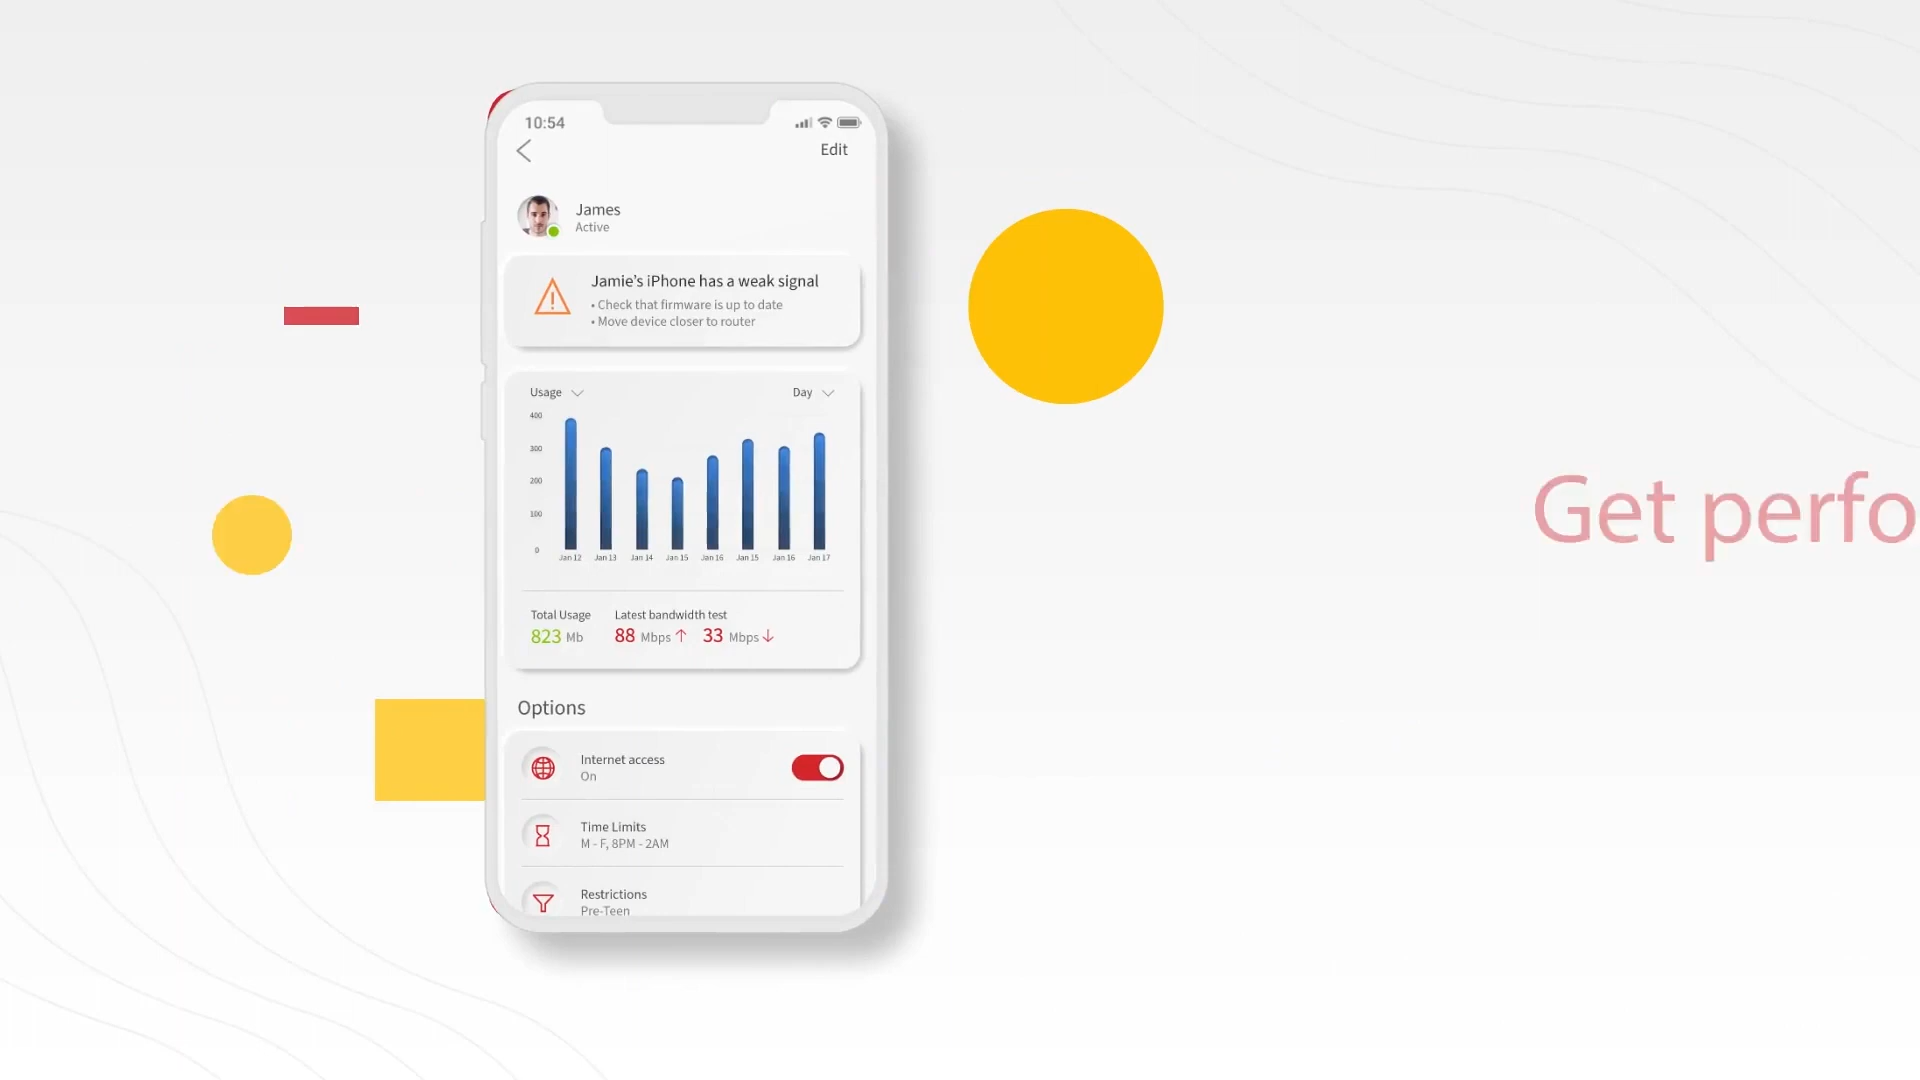 10:54
Edit
James
Active
Jamie’s iPhone has a weak signal
• Check that firmware is up to date
• Move device closer to router
Usage
Day
400
300
200
100
0
Jan 12 Jan 13 Jan 14 Jan 15 Jan 16 Jan 15 Jan 16 Jan 17
Total Usage
Latest bandwidth test
823 Mb
88 Mbps ↑ 33 Mbps ↓
Get perfo
Options
Internet access
On
Time Limits
M - F, 8PM - 2AM
Restrictions
Pre-Teen